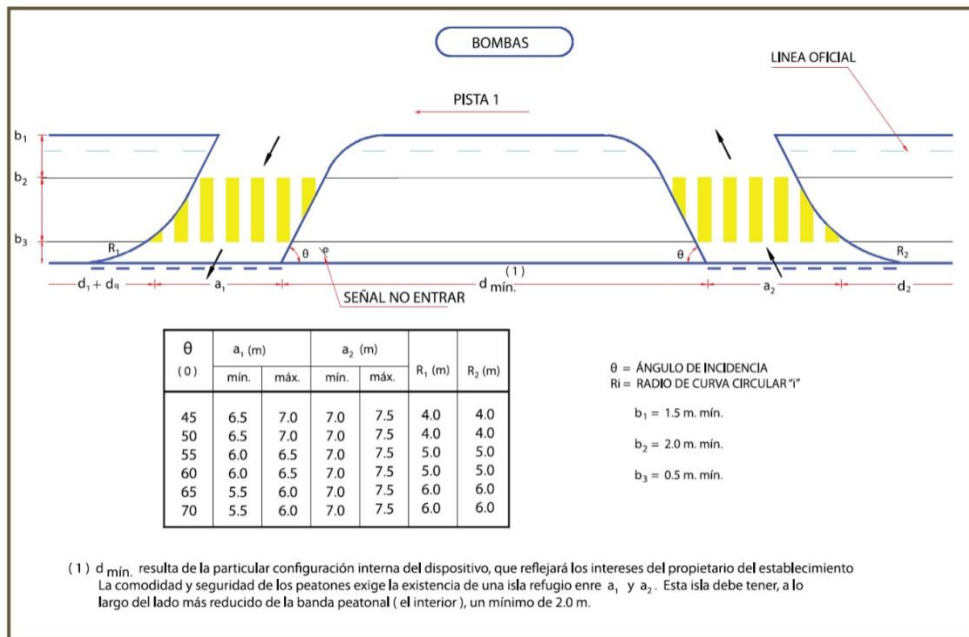 BOMBAS
LINEA OFICIAL
PISTA 1
b₁
b₂
b₃
R₁
θ
θ
R₂
(1)
d₁ + d
a₁
d mín.
a₂
d₂
SEÑAL NO ENTRAR
θ a₁ (m) a₂ (m) R₁ (m) R₂ (m)
(0) mín. máx. mín. máx.
45 6.5 7.0 7.0 7.5 4.0 4.0
50 6.5 7.0 7.0 7.5 4.0 4.0
55 6.0 6.5 7.0 7.5 5.0 5.0
60 6.0 6.5 7.0 7.5 5.0 5.0
65 5.5 6.0 7.0 7.5 6.0 6.0
70 5.5 6.0 7.0 7.5 6.0 6.0
θ = ÁNGULO DE INCIDENCIA
Ri = RADIO DE CURVA CIRCULAR "i"
b₁ = 1.5 m. mín.
b₂ = 2.0 m. mín.
b₃ = 0.5 m. mín.
(1) d mín. resulta de la particular configuración interna del dispositivo, que reflejará los intereses del propietario del establecimiento
La comodidad y seguridad de los peatones exige la existencia de una isla refugio enre a₁ y a₂. Esta isla debe tener, a lo
largo del lado más reducido de la banda peatonal ( el interior ), un mínimo de 2.0 m.